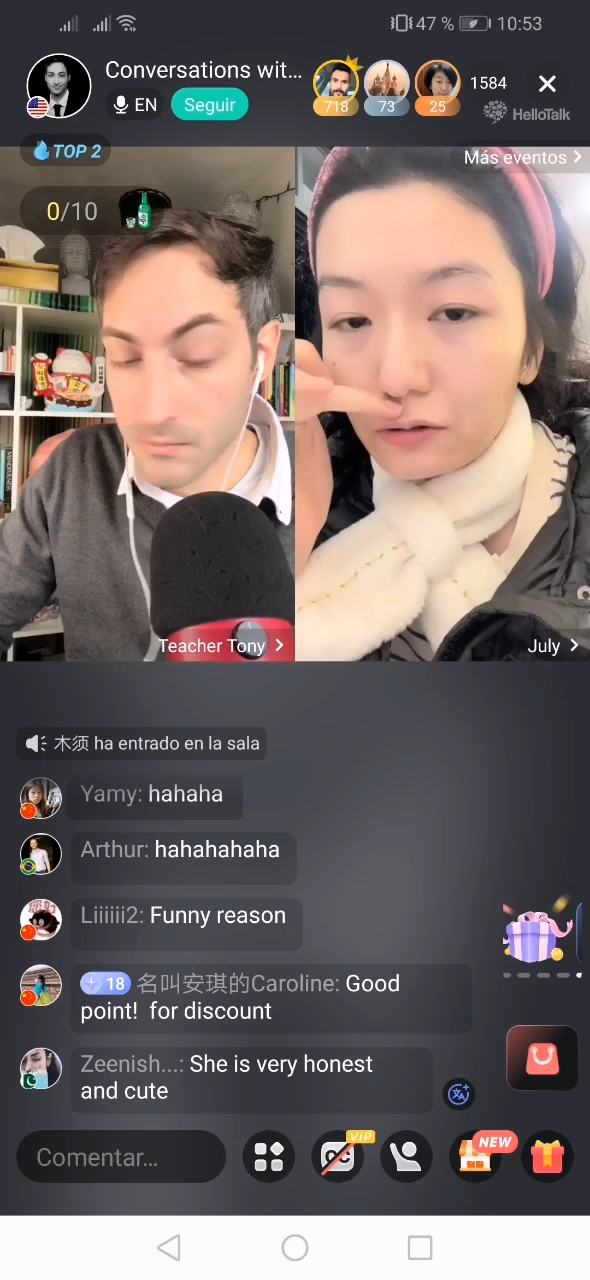 47 % 10:53
Conversations wit...
EN
Seguir
718
73
25
1584
HelloTalk
TOP 2
Más eventos
0/10
Teacher Tony
July
木须 ha entrado en la sala
Yamy: hahaha
Arthur: hahahahaha
Liiiiii2: Funny reason
18 名叫安琪的Caroline: Good
point! for discount
Zeenish...: She is very honest
and cute
Comentar...
VIP
CC
NEW